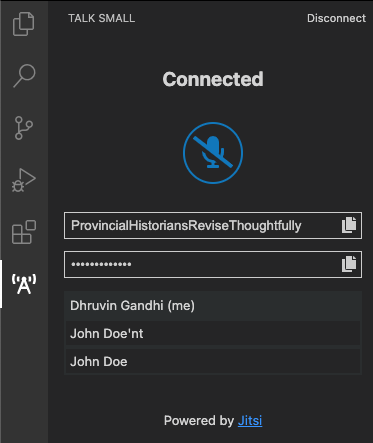 TALK SMALL Disconnect
Connected
ProvincialHistoriansReviseThoughtfully
•••••••••••••
Dhruvin Gandhi (me)
John Doe'nt
John Doe
Powered by Jitsi